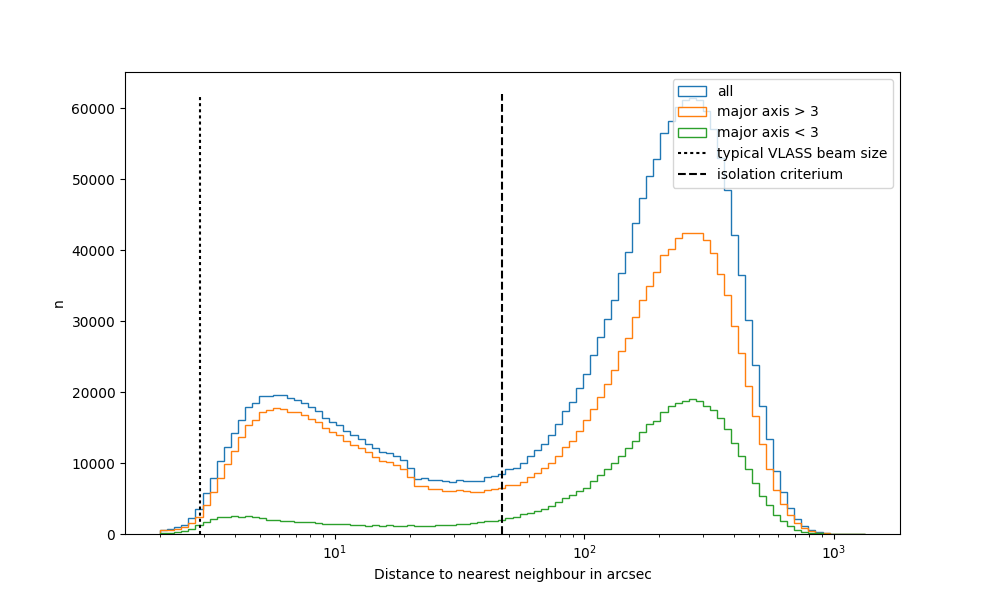 all
major axis > 3
major axis < 3
typical VLASS beam size
isolation criterium
60000
50000
40000
30000
20000
10000
0
n
10¹
10²
10³
Distance to nearest neighbour in arcsec